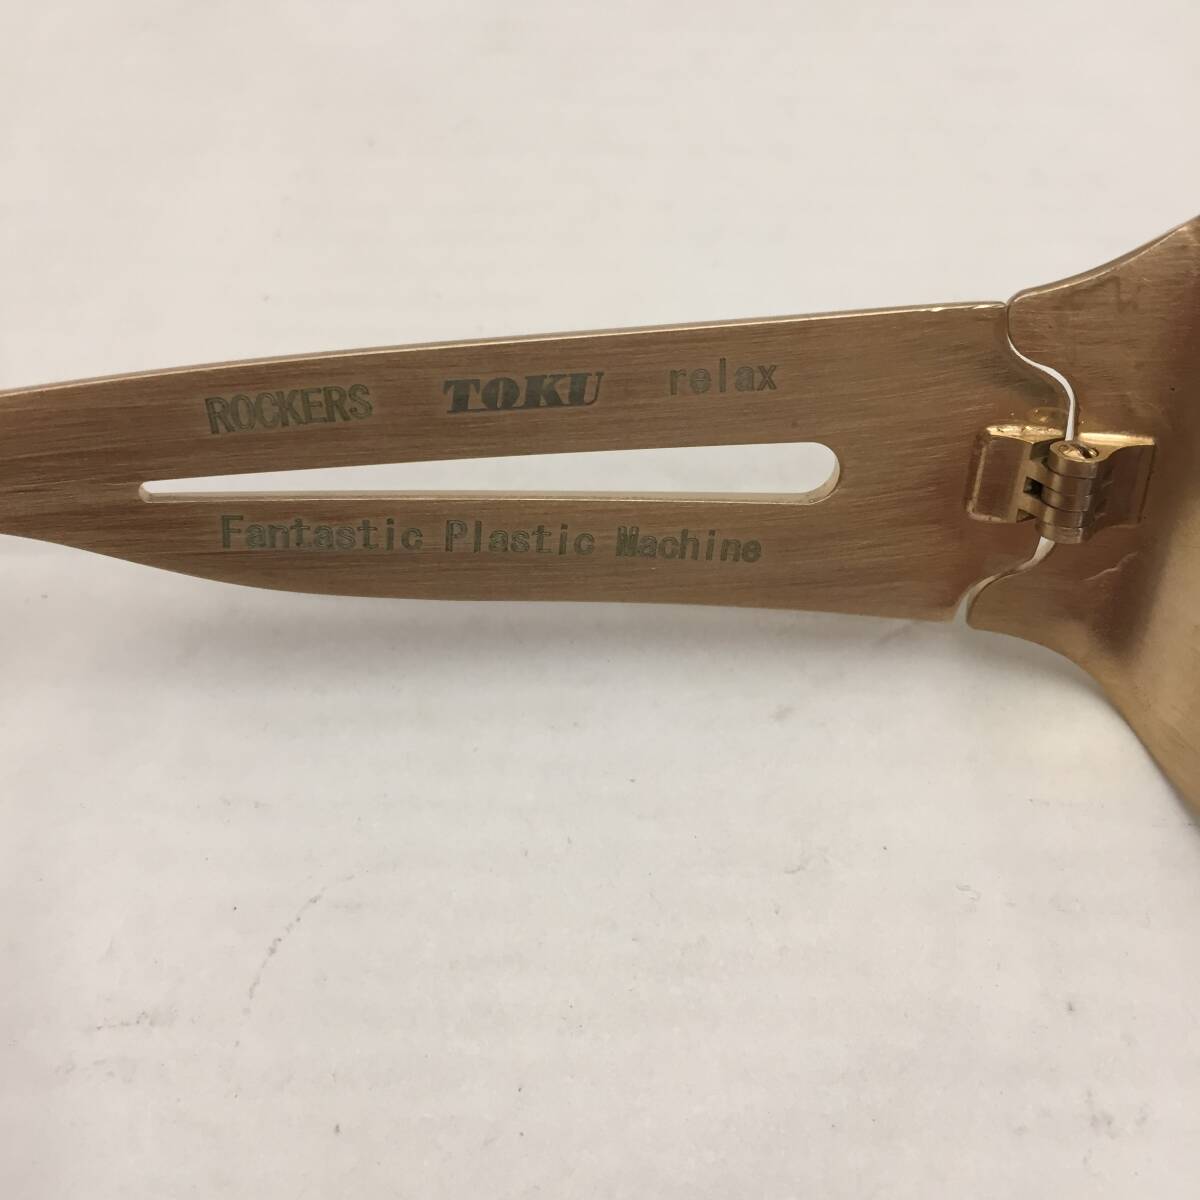 ROCKERS TOKU relax
Fantastic Plastic Machine